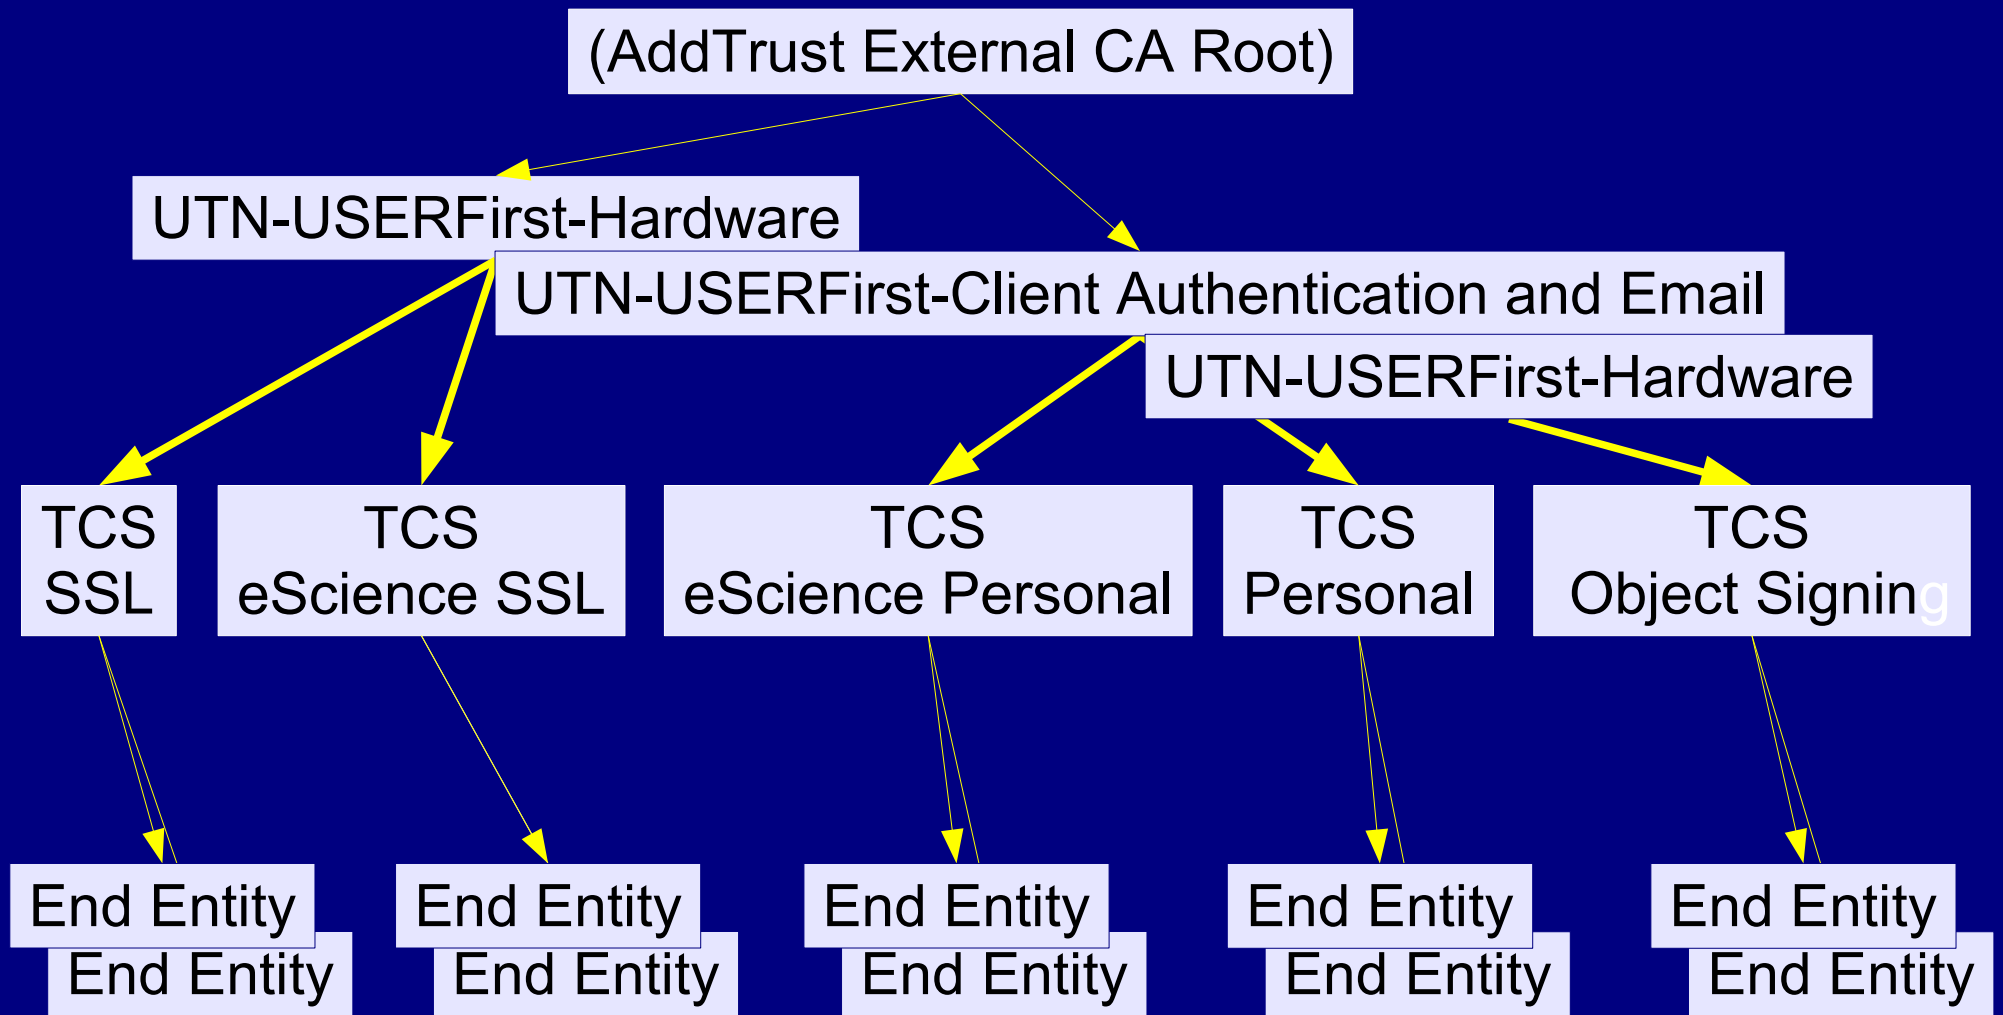 (AddTrust External CA Root)
UTN-USERFirst-Hardware
UTN-USERFirst-Client Authentication and Email
UTN-USERFirst-Hardware
TCS
SSL
TCS
eScience SSL
TCS
eScience Personal
TCS
Personal
TCS
Object Signing
End Entity
End Entity
End Entity
End Entity
End Entity
End Entity
End Entity
End Entity
End Entity
End Entity